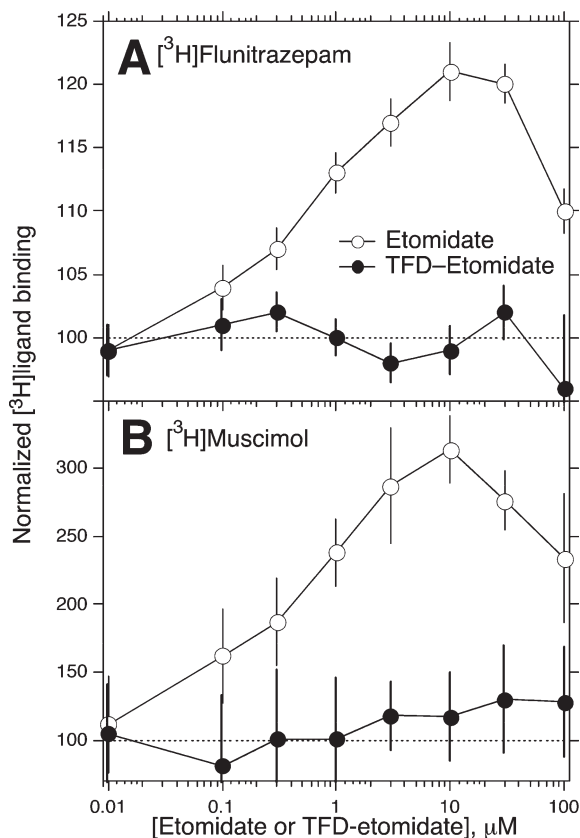 A [³H]Flunitrazepam
125
120
115
110
105
100
Etomidate
TFD–Etomidate
Normalized [³H]ligand binding
B [³H]Muscimol
300
250
200
150
100
0.01 0.1 1 10 100
[Etomidate or TFD-etomidate], μM